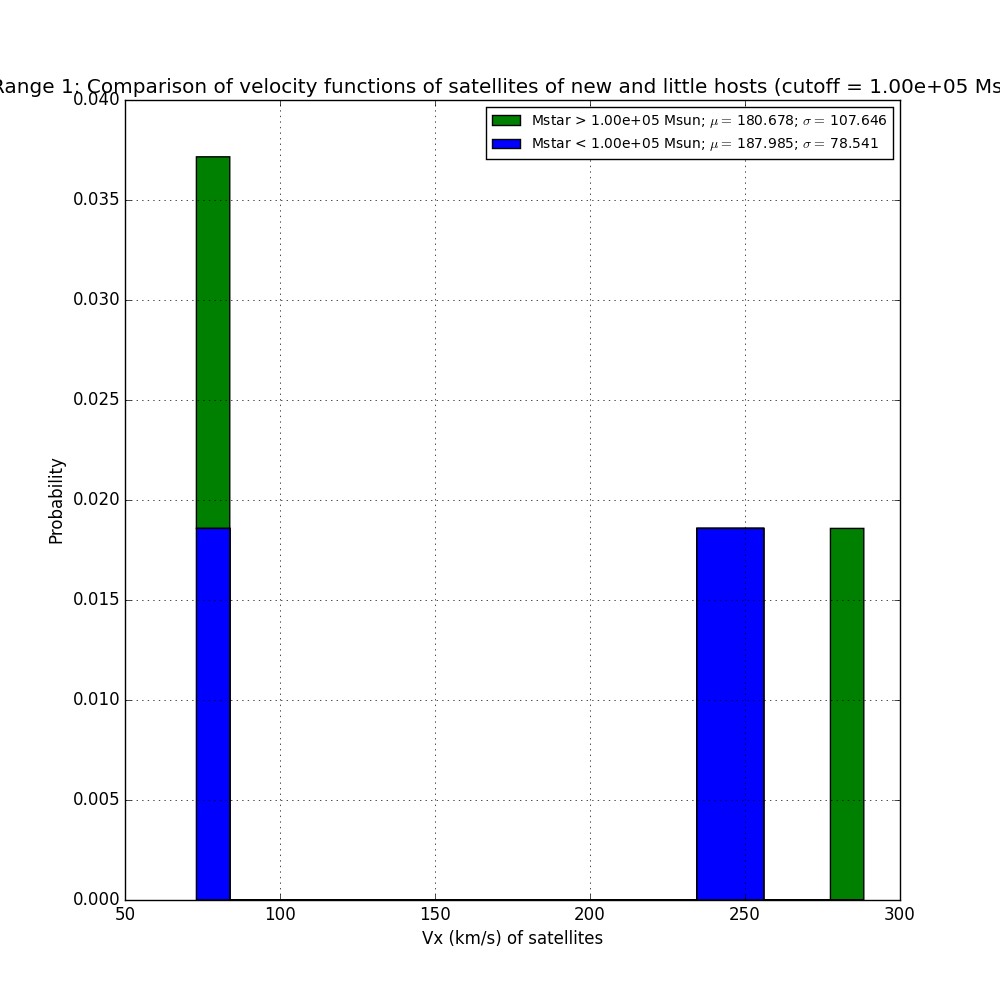 Range 1: Comparison of velocity functions of satellites of new and little hosts (cutoff = 1.00e+05 Ms
0.040
Mstar > 1.00e+05 Msun; μ = 180.678; σ = 107.646
Mstar < 1.00e+05 Msun; μ = 187.985; σ = 78.541
0.035
0.030
0.025
0.020
0.015
0.010
0.005
0.000
Probability
50 100 150 200 250 300
Vx (km/s) of satellites